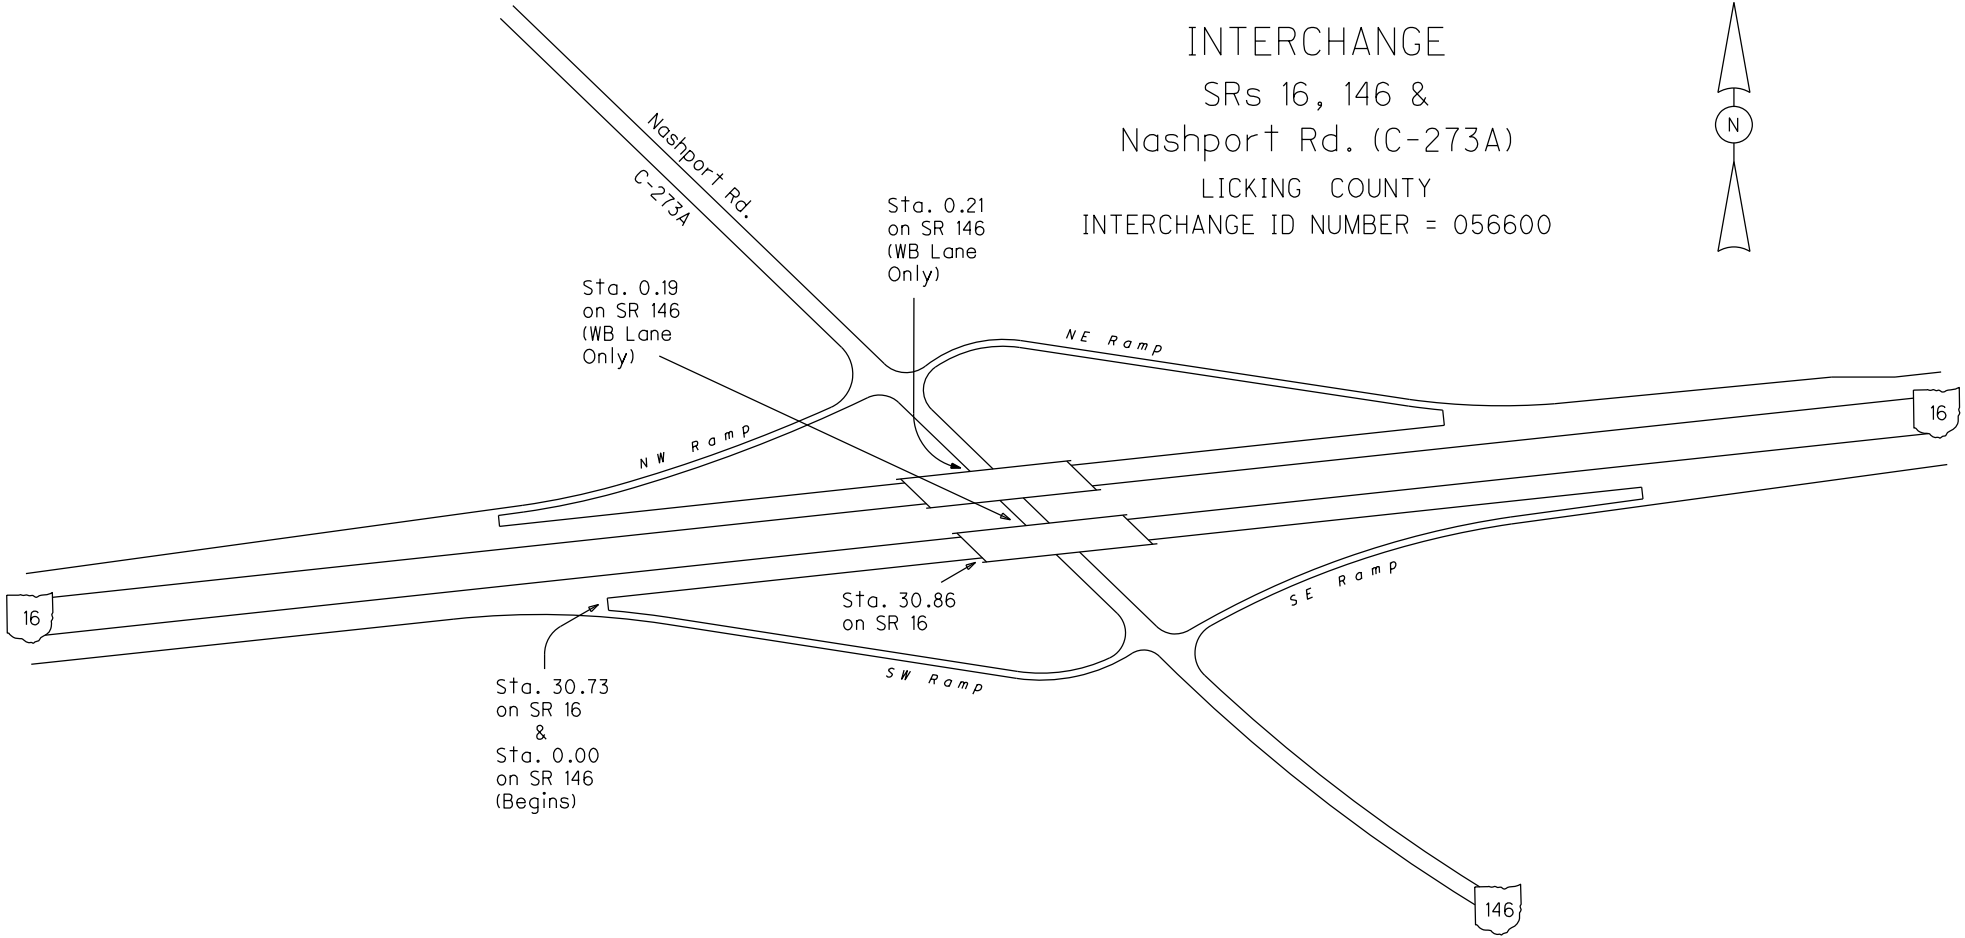 INTERCHANGE
SRs 16, 146 &
Nashport Rd. (C-273A)
LICKING COUNTY
INTERCHANGE ID NUMBER = 056600
N
Nashport Rd.
C-273A
Sta. 0.21
on SR 146
(WB Lane
Only)
Sta. 0.19
on SR 146
(WB Lane
Only)
NE Ramp
16
NW Ramp
SE Ramp
16
Sta. 30.86
on SR 16
SW Ramp
Sta. 30.73
on SR 16
&
Sta. 0.00
on SR 146
(Begins)
146